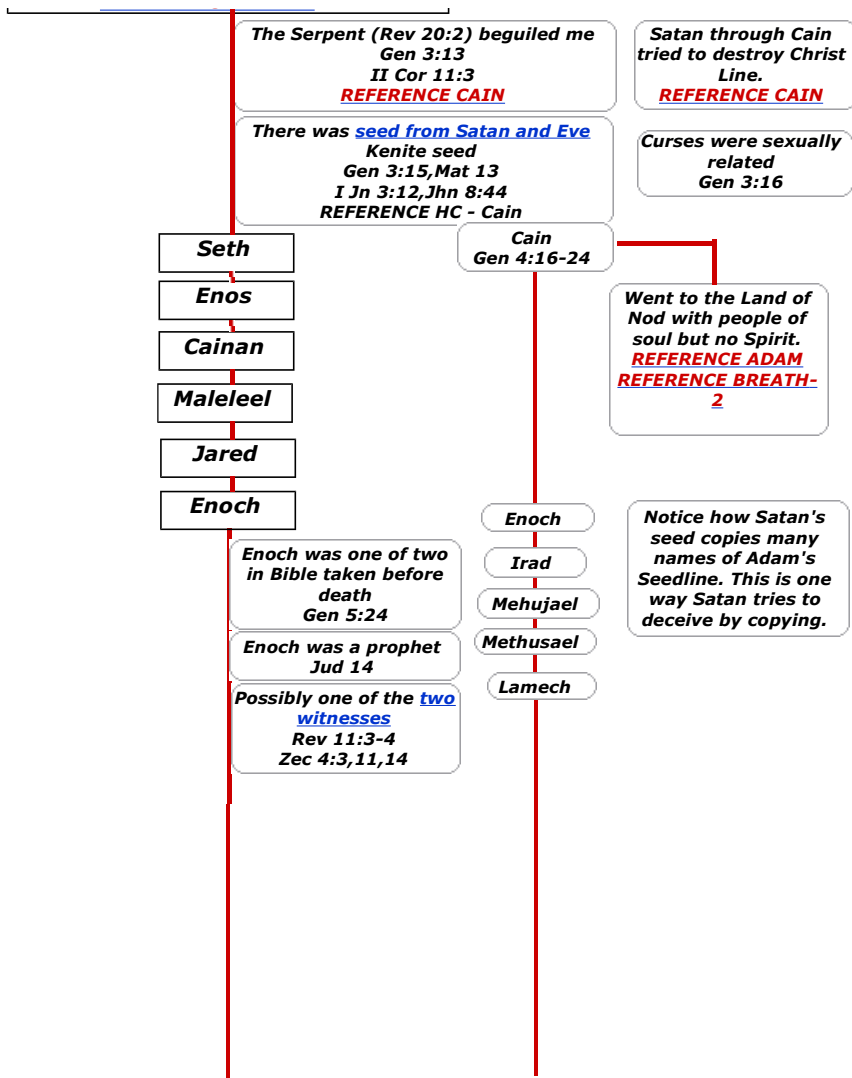 The Serpent (Rev 20:2) beguiled me
Gen 3:13
II Cor 11:3
REFERENCE CAIN
Satan through Cain
tried to destroy Christ
Line.
REFERENCE CAIN
There was seed from Satan and Eve
Kenite seed
Gen 3:15,Mat 13
I Jn 3:12,Jhn 8:44
REFERENCE HC - Cain
Curses were sexually
related
Gen 3:16
Seth
Enos
Cainan
Maleleel
Jared
Enoch
Cain
Gen 4:16-24
Went to the Land of
Nod with people of
soul but no Spirit.
REFERENCE ADAM
REFERENCE BREATH-
2
Enoch was one of two
in Bible taken before
death
Gen 5:24
Enoch was a prophet
Jud 14
Possibly one of the two
witnesses
Rev 11:3-4
Zec 4:3,11,14
Enoch
Irad
Mehujael
Methusael
Lamech
Notice how Satan's
seed copies many
names of Adam's
Seedline. This is one
way Satan tries to
deceive by copying.